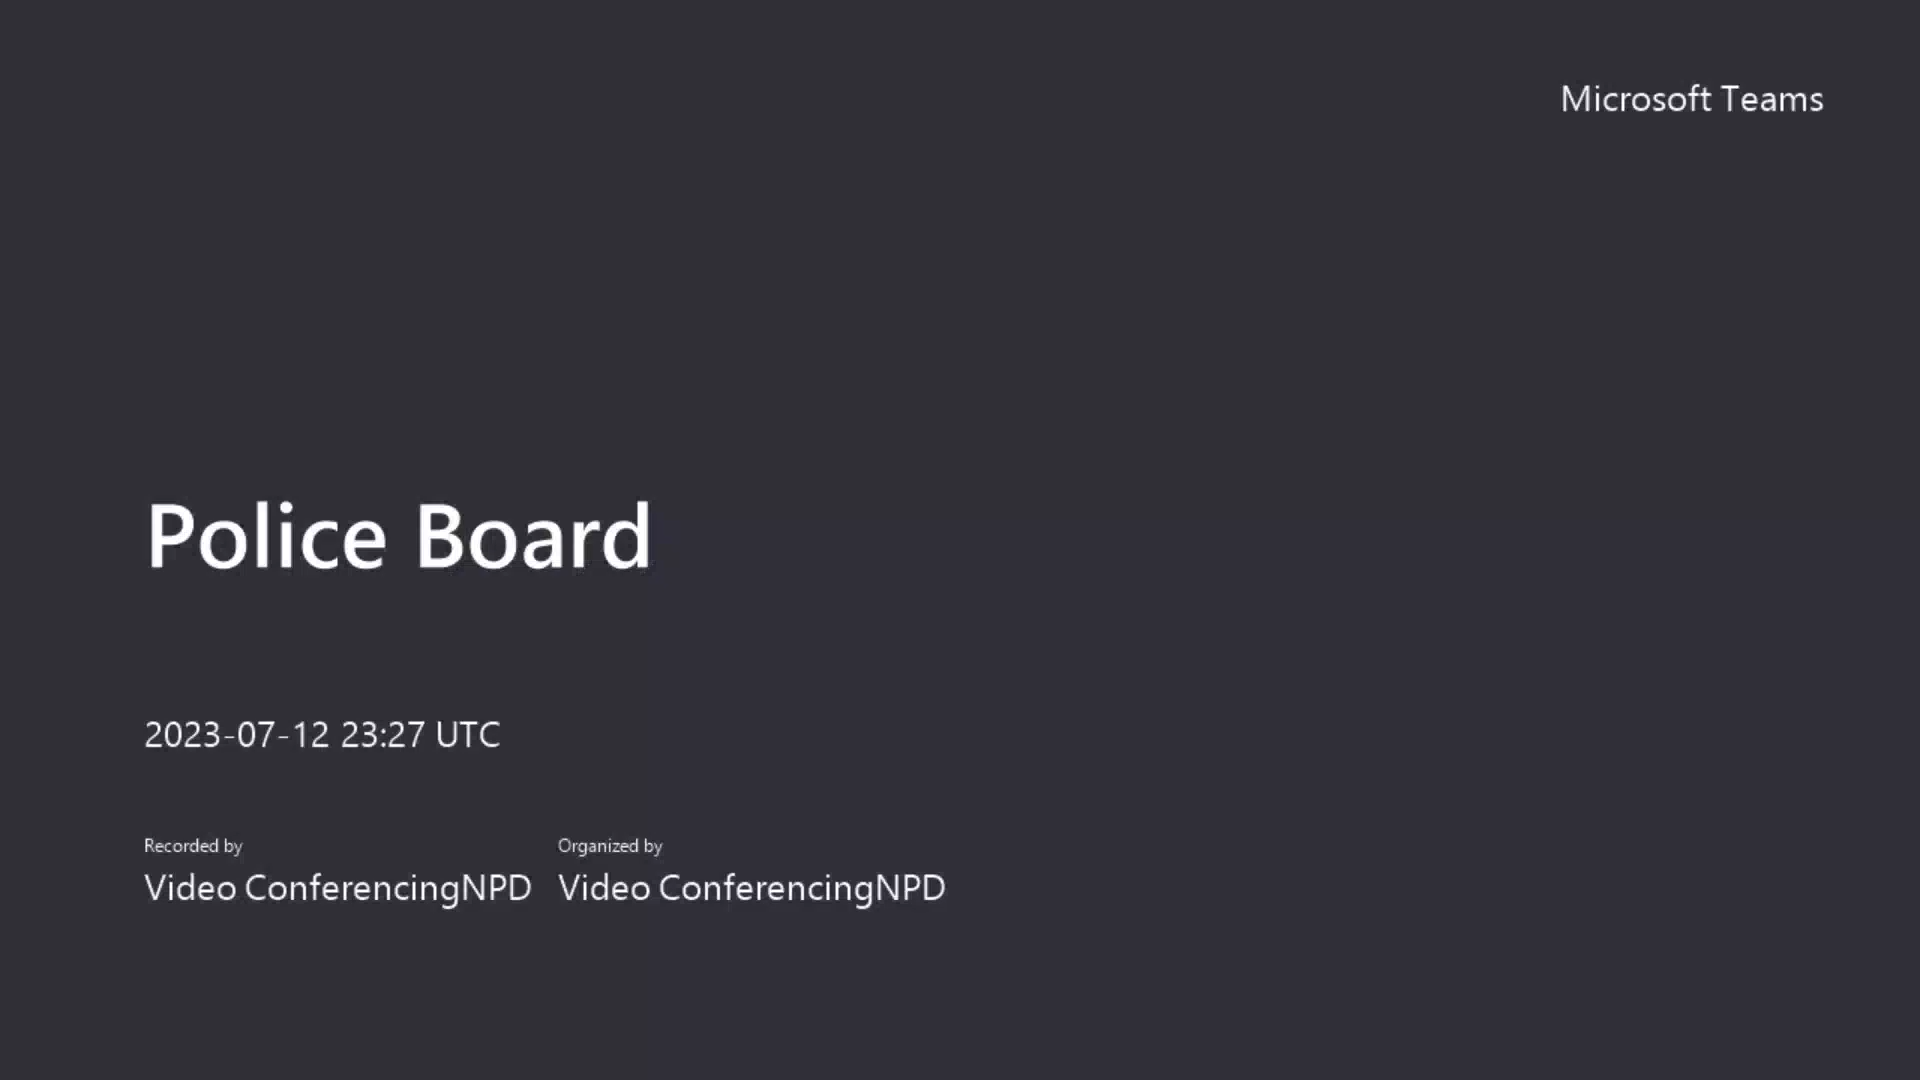 Microsoft Teams
Police Board
2023-07-12 23:27 UTC
Recorded by
Video ConferencingNPD
Organized by
Video ConferencingNPD